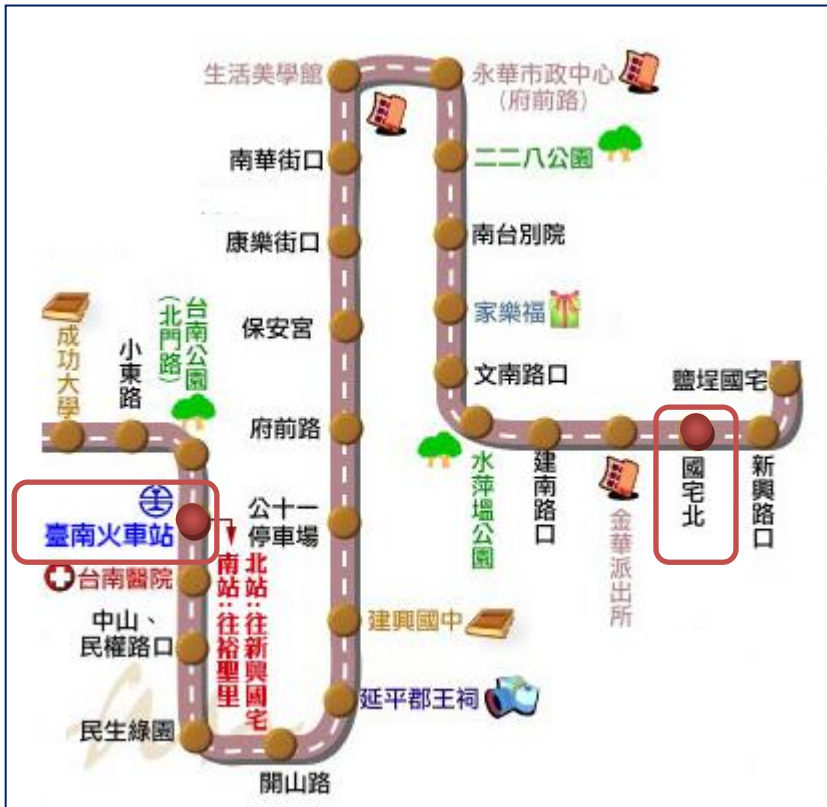 生活美學館
永華市政中心
(府前路)
南華街口
二二八公園
康樂街口
南台別院
保安宮
家樂福
文南路口
鹽埕國宅
成功大學
小東路
台南公園
(北門路)
府前路
水萍塭公園
建南路口
金華派出所
國宅北
新興路口
臺南火車站
公十一
停車場
北站:往新興國宅
南站:往裕聖里
台南醫院
中山、
民權路口
建興國中
延平郡王祠
民生綠園
開山路